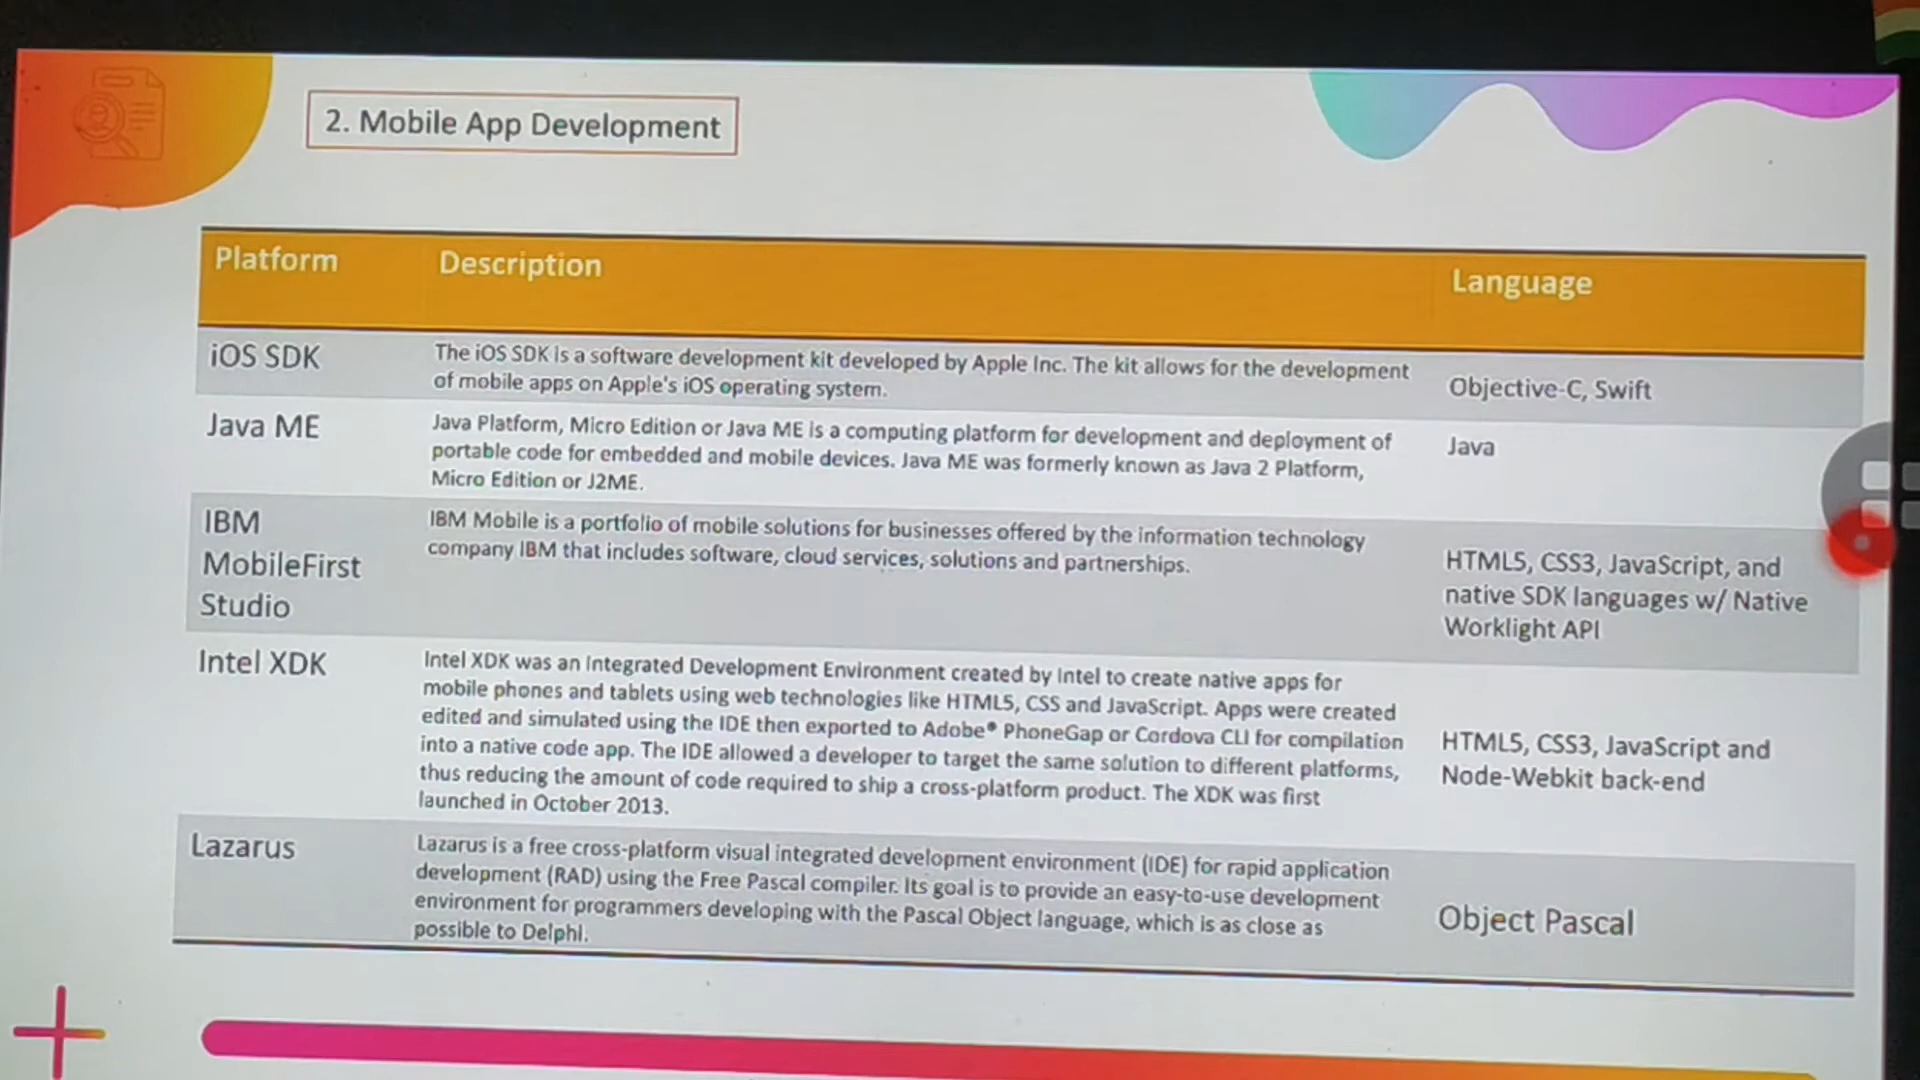 2. Mobile App Development
Platform
Description
Language
iOS SDK
The iOS SDK is a software development kit developed by Apple Inc. The kit allows for the development
of mobile apps on Apple's iOS operating system.
Objective-C, Swift
Java ME
Java Platform, Micro Edition or Java ME is a computing platform for development and deployment of
portable code for embedded and mobile devices. Java ME was formerly known as Java 2 Platform,
Micro Edition or J2ME.
Java
IBM
MobileFirst
Studio
IBM Mobile is a portfolio of mobile solutions for businesses offered by the information technology
company IBM that includes software, cloud services, solutions and partnerships.
HTML5, CSS3, JavaScript, and
native SDK languages w/ Native
Worklight API
Intel XDK
Intel XDK was an Integrated Development Environment created by Intel to create native apps for
mobile phones and tablets using web technologies like HTML5, CSS and JavaScript. Apps were created
edited and simulated using the IDE then exported to Adobe® PhoneGap or Cordova CLI for compilation
into a native code app. The IDE allowed a developer to target the same solution to different platforms,
thus reducing the amount of code required to ship a cross-platform product. The XDK was first
launched in October 2013.
HTML5, CSS3, JavaScript and
Node-Webkit back-end
Lazarus
Lazarus is a free cross-platform visual integrated development environment (IDE) for rapid application
development (RAD) using the Free Pascal compiler. Its goal is to provide an easy-to-use development
environment for programmers developing with the Pascal Object language, which is as close as
possible to Delphi.
Object Pascal